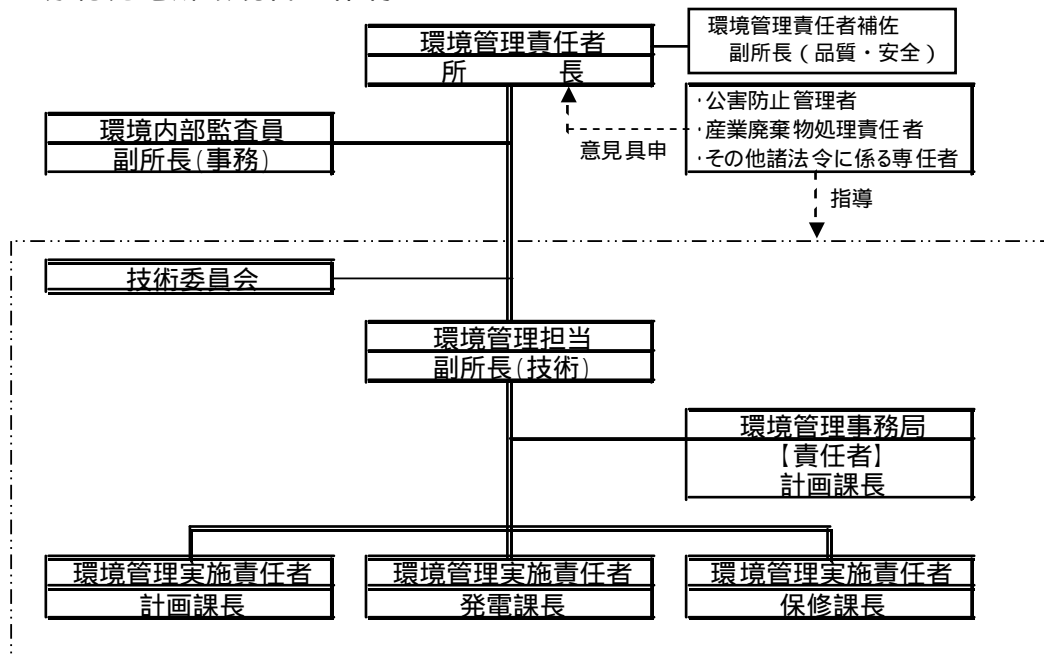 環境管理責任者
所　　長
環境管理責任者補佐
副所長（品質・安全）
・公害防止管理者
・産業廃棄物処理責任者
・その他諸法令に係る専任者
意見具申
指導
環境内部監査員
副所長(事務)
技術委員会
環境管理担当
副所長(技術)
環境管理事務局
【責任者】
計画課長
環境管理実施責任者
計画課長
環境管理実施責任者
発電課長
環境管理実施責任者
保修課長